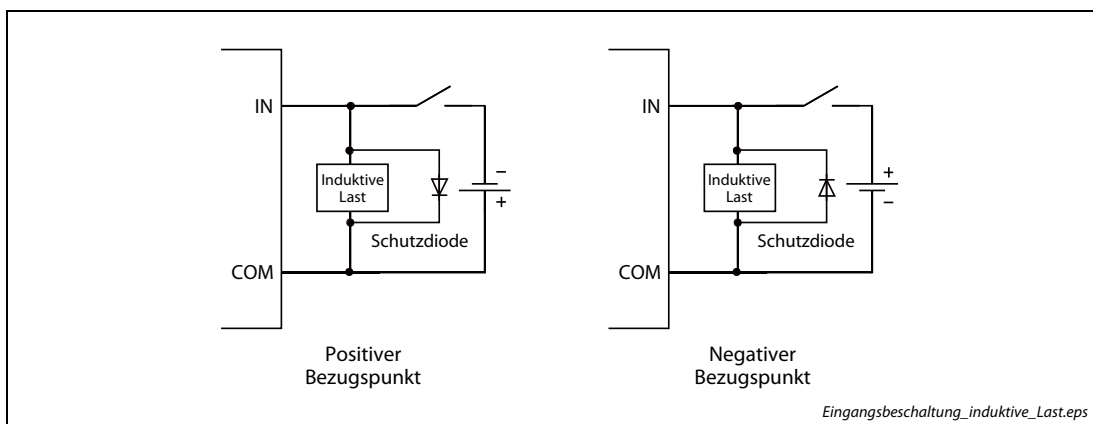 IN
Induktive
Last
−
+
Schutzdiode
COM
Positiver
Bezugspunkt
IN
Induktive
Last
+
−
Schutzdiode
COM
Negativer
Bezugspunkt
Eingangsbeschaltung_induktive_Last.eps